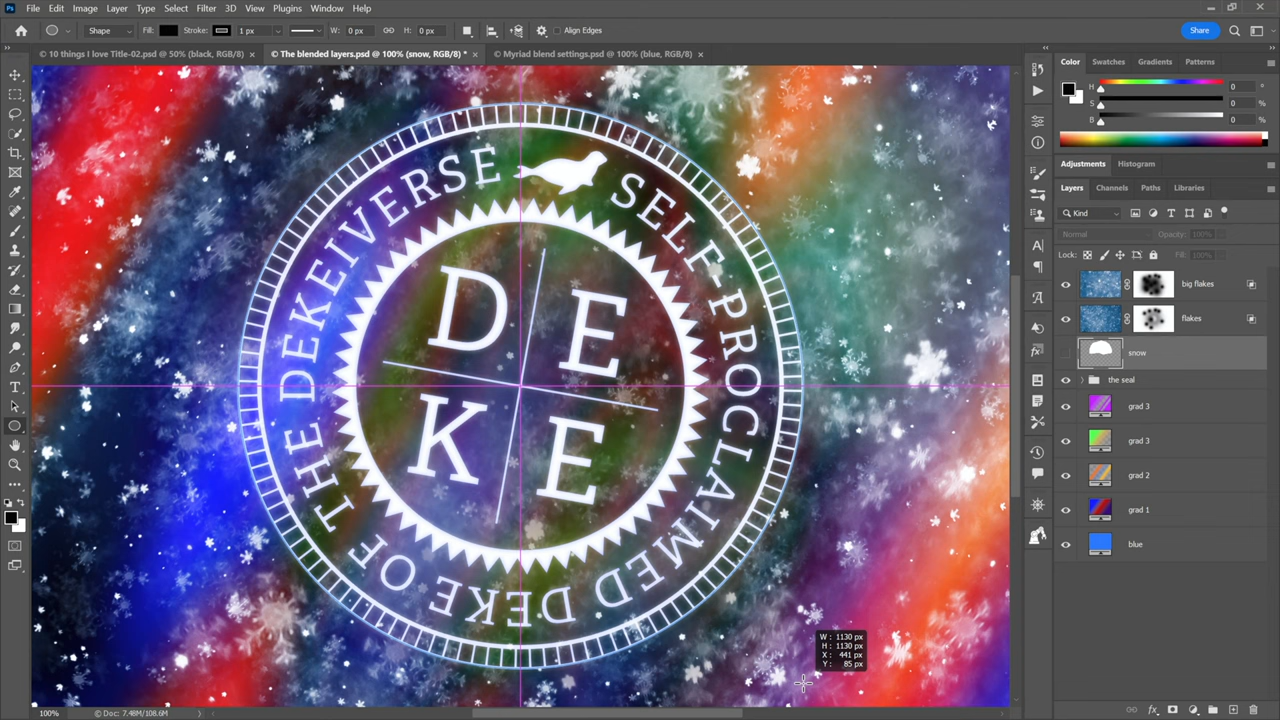 Ps File Edit Image Layer Type Select Filter 3D View Plugins Window Help
Shape Fill: Stroke: 1 px W: 0 px H: 0 px Align Edges Share
© 10 things I love Title-02.psd @ 50% (black, RGB/8) × © The blended layers.psd @ 100% (snow, RGB/8) * × © Myriad blend settings.psd @ 100% (blue, RGB/8) ×
Color Swatches Gradients Patterns
H 0 °
S 0 %
B 0 %
Adjustments Histogram
Layers Channels Paths Libraries
Kind
Normal Opacity: 100%
Lock: Fill: 100%
big flakes
flakes
snow
the seal
grad 3
grad 3
grad 2
grad 1
blue
SELF-PROCLAIMED DEKE OF THE DEKEIVERSE
D E
K E
W: 1130 px
H: 1130 px
X: 441 px
Y: 85 px
100% © Doc: 7.48M/108.6M